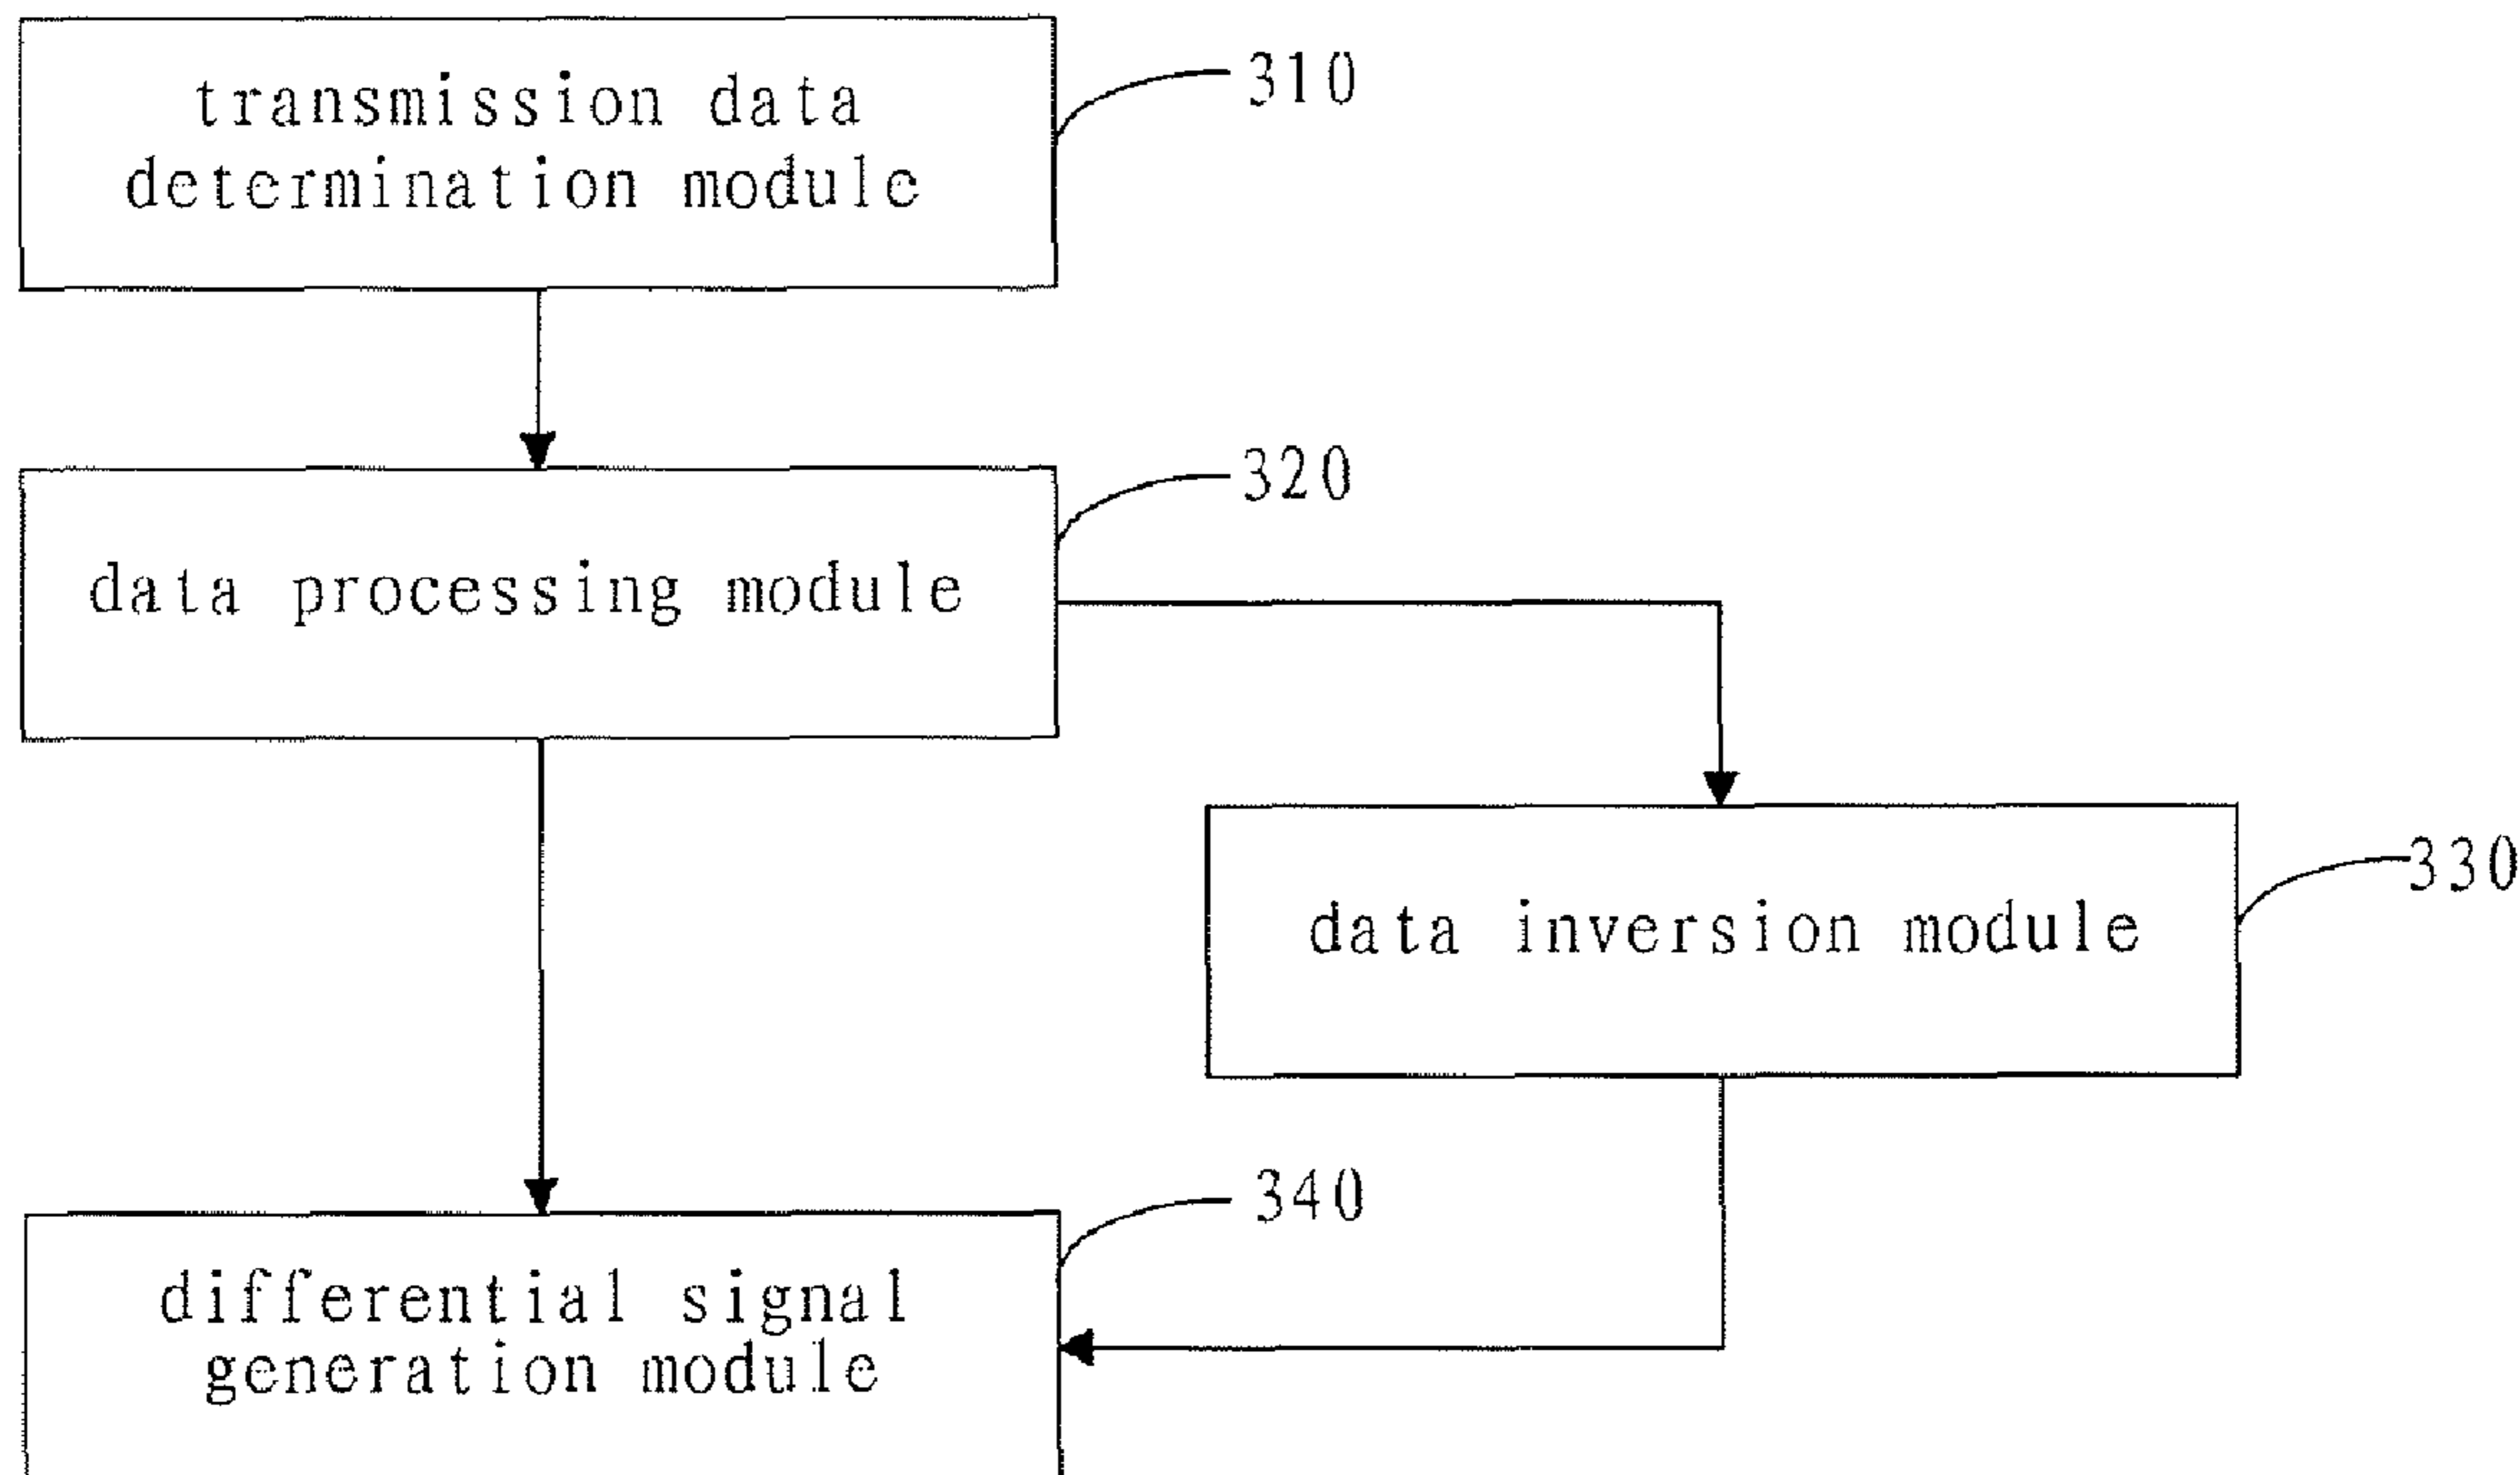 transmission data
determination module
310
data processing module
320
data inversion module
330
differential signal
generation module
340